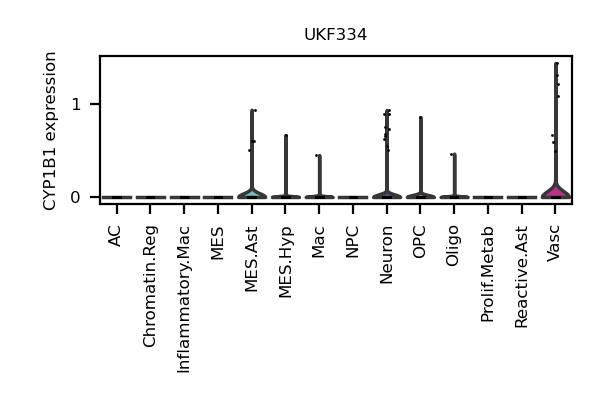 UKF334
CYP1B1 expression
1
0
AC
Chromatin.Reg
Inflammatory.Mac
MES
MES.Ast
MES.Hyp
Mac
NPC
Neuron
OPC
Oligo
Prolif.Metab
Reactive.Ast
Vasc